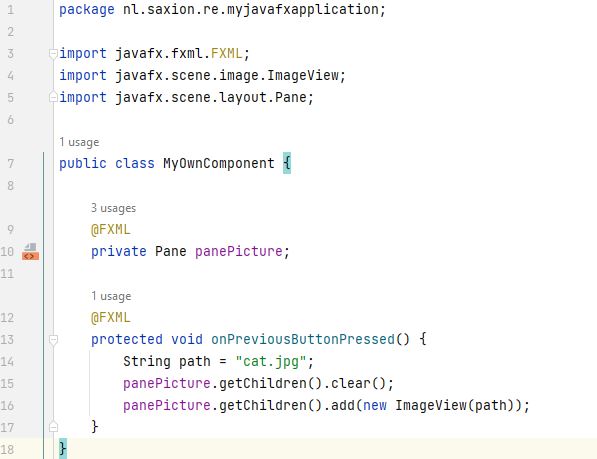 1 package nl.saxion.re.myjavafxapplication;
2
3 import javafx.fxml.FXML;
4 import javafx.scene.image.ImageView;
5 import javafx.scene.layout.Pane;
6
1 usage
7 public class MyOwnComponent {
8
3 usages
9 @FXML
10 private Pane panePicture;
11
1 usage
12 @FXML
13 protected void onPreviousButtonPressed() {
14 String path = "cat.jpg";
15 panePicture.getChildren().clear();
16 panePicture.getChildren().add(new ImageView(path));
17 }
18 }